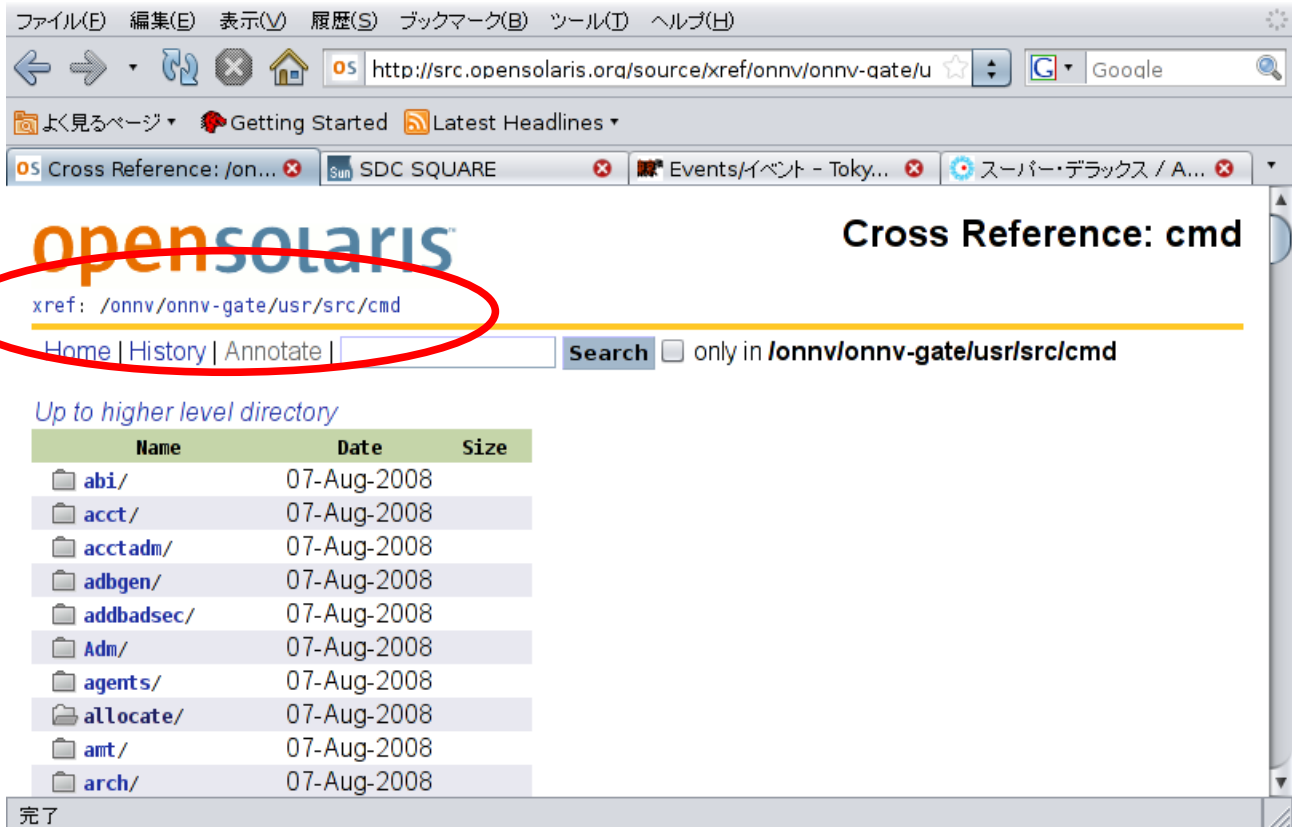 ファイル(F) 編集(E) 表示(V) 履歴(S) ブックマーク(B) ツール(T) ヘルプ(H)
OS http://src.opensolaris.org/source/xref/onnv/onnv-gate/u G Google
よく見るページ Getting Started Latest Headlines
OS Cross Reference: /on... Sun SDC SQUARE Events/イベント - Toky... スーパー・デラックス / A...
opensolaris™ Cross Reference: cmd
xref: /onnv/onnv-gate/usr/src/cmd
Home | History | Annotate | Search only in /onnv/onnv-gate/usr/src/cmd
Up to higher level directory
Name Date Size
abi/ 07-Aug-2008
acct/ 07-Aug-2008
acctadm/ 07-Aug-2008
adbgen/ 07-Aug-2008
addbadsec/ 07-Aug-2008
Adm/ 07-Aug-2008
agents/ 07-Aug-2008
allocate/ 07-Aug-2008
amt/ 07-Aug-2008
arch/ 07-Aug-2008
完了